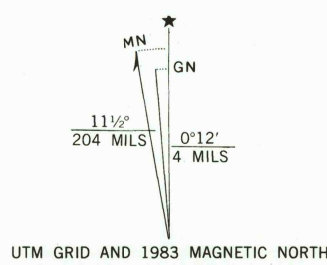 MN
GN
11½°
204 MILS
0°12'
4 MILS
UTM GRID AND 1983 MAGNETIC NORTH